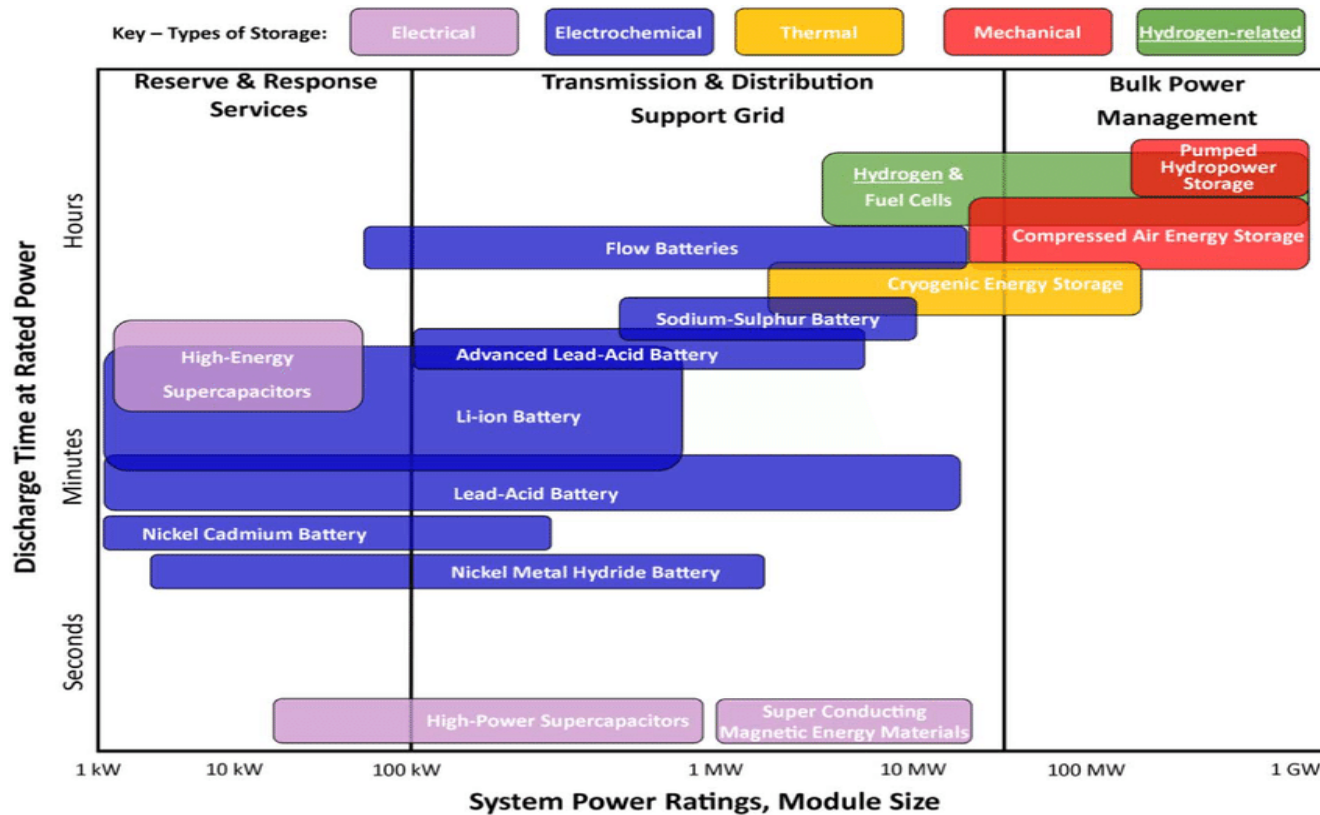 Key – Types of Storage: Electrical Electrochemical Thermal Mechanical Hydrogen-related
Reserve & Response
Services
Transmission & Distribution
Support Grid
Bulk Power
Management
Pumped
Hydropower
Storage
Hydrogen &
Fuel Cells
Compressed Air Energy Storage
Flow Batteries
Cryogenic Energy Storage
Sodium-Sulphur Battery
Advanced Lead-Acid Battery
High-Energy
Supercapacitors
Li-ion Battery
Lead-Acid Battery
Nickel Cadmium Battery
Nickel Metal Hydride Battery
High-Power Supercapacitors
Super Conducting
Magnetic Energy Materials
Discharge Time at Rated Power
Hours
Minutes
Seconds
1 kW 10 kW 100 kW 1 MW 10 MW 100 MW 1 GW
System Power Ratings, Module Size